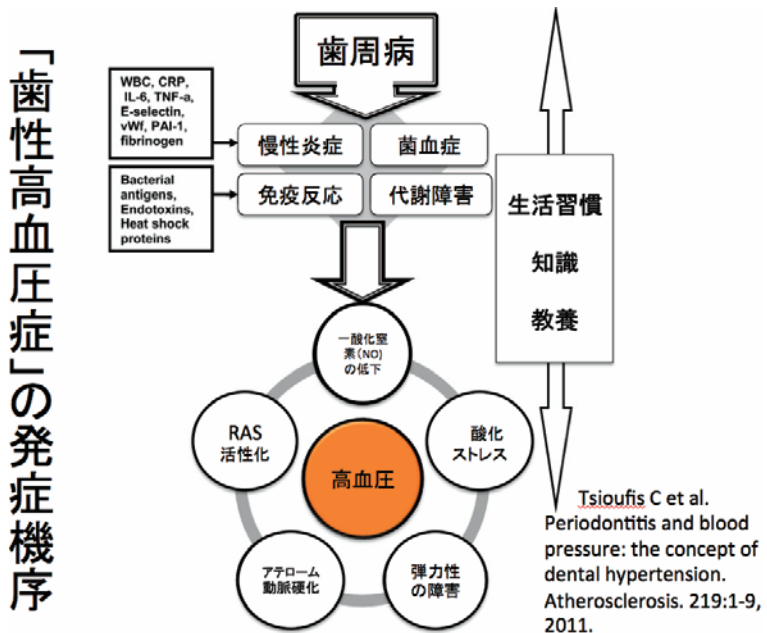 「歯性高血圧症」の発症機序
歯周病
WBC, CRP,
IL-6, TNF-a,
E-selectin,
vWf, PAI-1,
fibrinogen
慢性炎症
菌血症
Bacterial
antigens,
Endotoxins,
Heat shock
proteins
免疫反応
代謝障害
生活習慣
知識
教養
一酸化窒
素(NO)
の低下
RAS
活性化
酸化
ストレス
高血圧
アテローム
動脈硬化
弾力性
の障害
Tsioufis C et al.
Periodontitis and blood
pressure: the concept of
dental hypertension.
Atherosclerosis. 219:1-9,
2011.